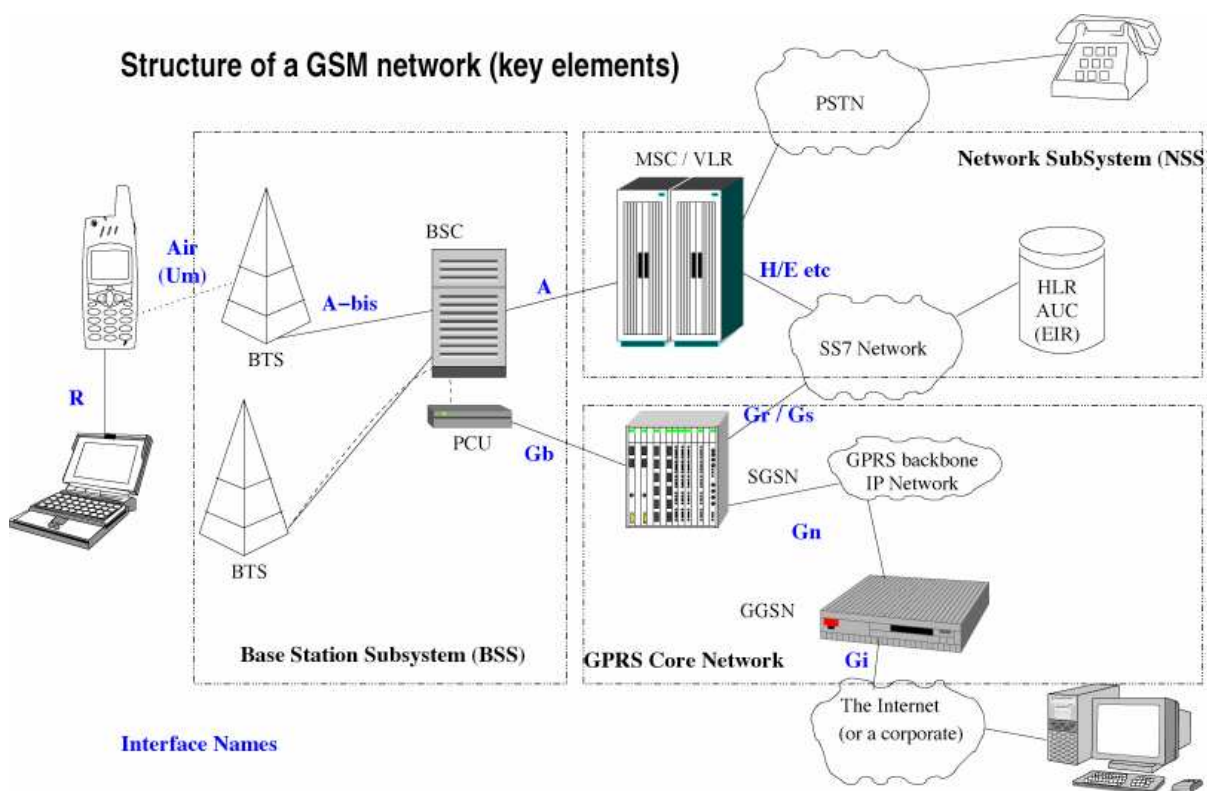 Structure of a GSM network (key elements)
PSTN
Network SubSystem (NSS
MSC / VLR
BSC
Air
(Um)
A-bis
A
H/E etc
HLR
AUC
(EIR)
BTS
SS7 Network
R
Gr / Gs
PCU
Gb
SGSN
GPRS backbone
IP Network
Gn
BTS
GGSN
Base Station Subsystem (BSS)
GPRS Core Network
Gi
The Internet
(or a corporate)
Interface Names